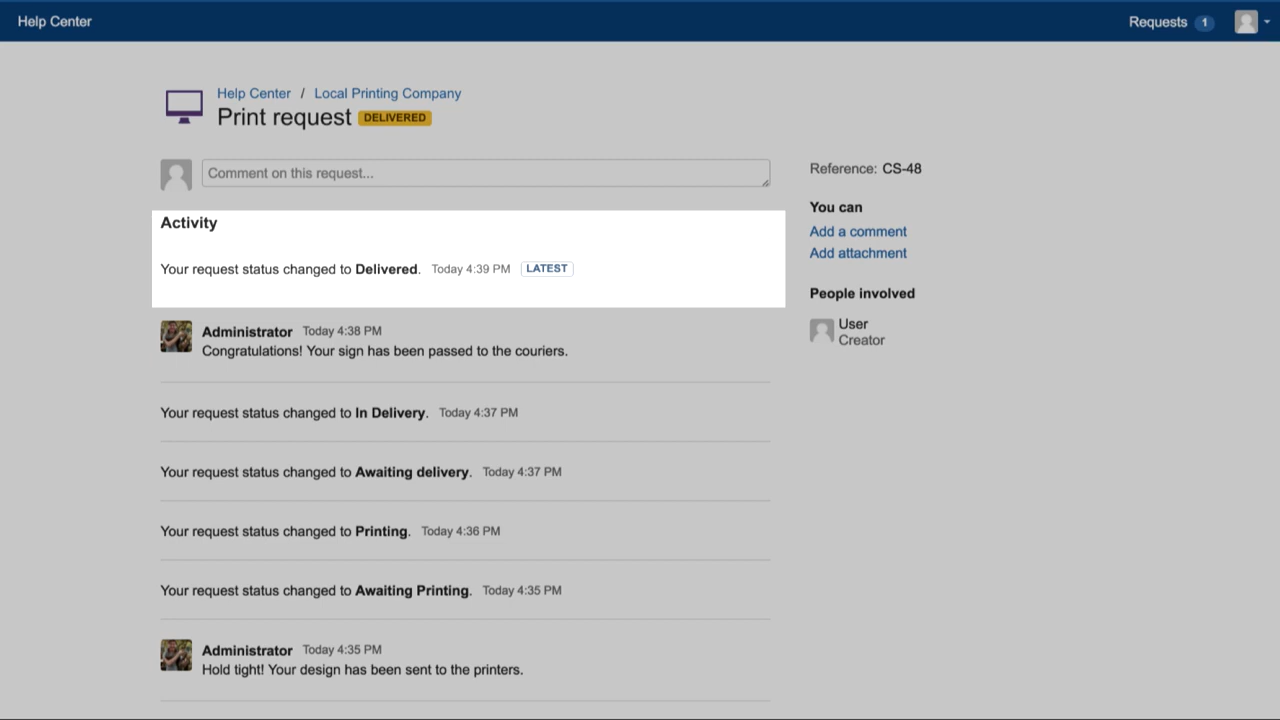 Help Center
Requests 1
Help Center / Local Printing Company
Print request DELIVERED
Comment on this request...
Activity
Your request status changed to Delivered. Today 4:39 PM LATEST
Administrator Today 4:38 PM
Congratulations! Your sign has been passed to the couriers.
Your request status changed to In Delivery. Today 4:37 PM
Your request status changed to Awaiting delivery. Today 4:37 PM
Your request status changed to Printing. Today 4:36 PM
Your request status changed to Awaiting Printing. Today 4:35 PM
Administrator Today 4:35 PM
Hold tight! Your design has been sent to the printers.
Reference: CS-48
You can
Add a comment
Add attachment
People involved
User
Creator